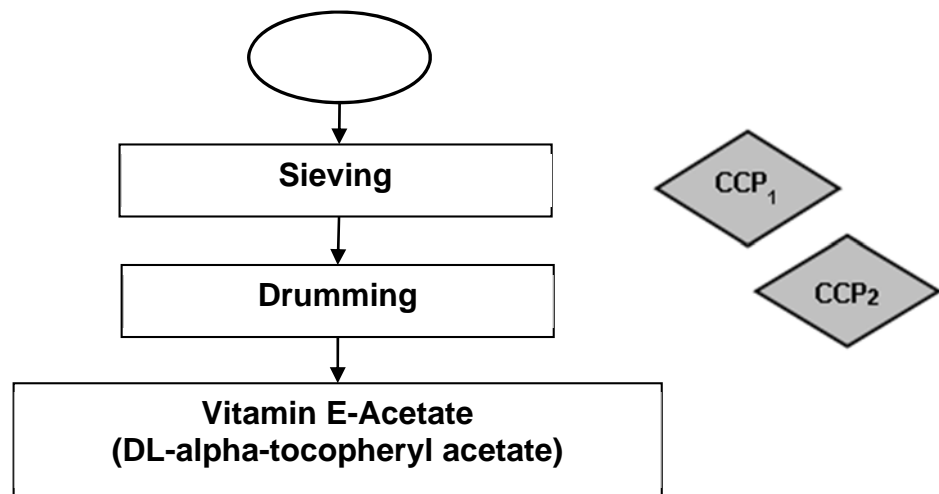 Sieving
CCP1
Drumming
CCP2
Vitamin E-Acetate
(DL-alpha-tocopheryl acetate)